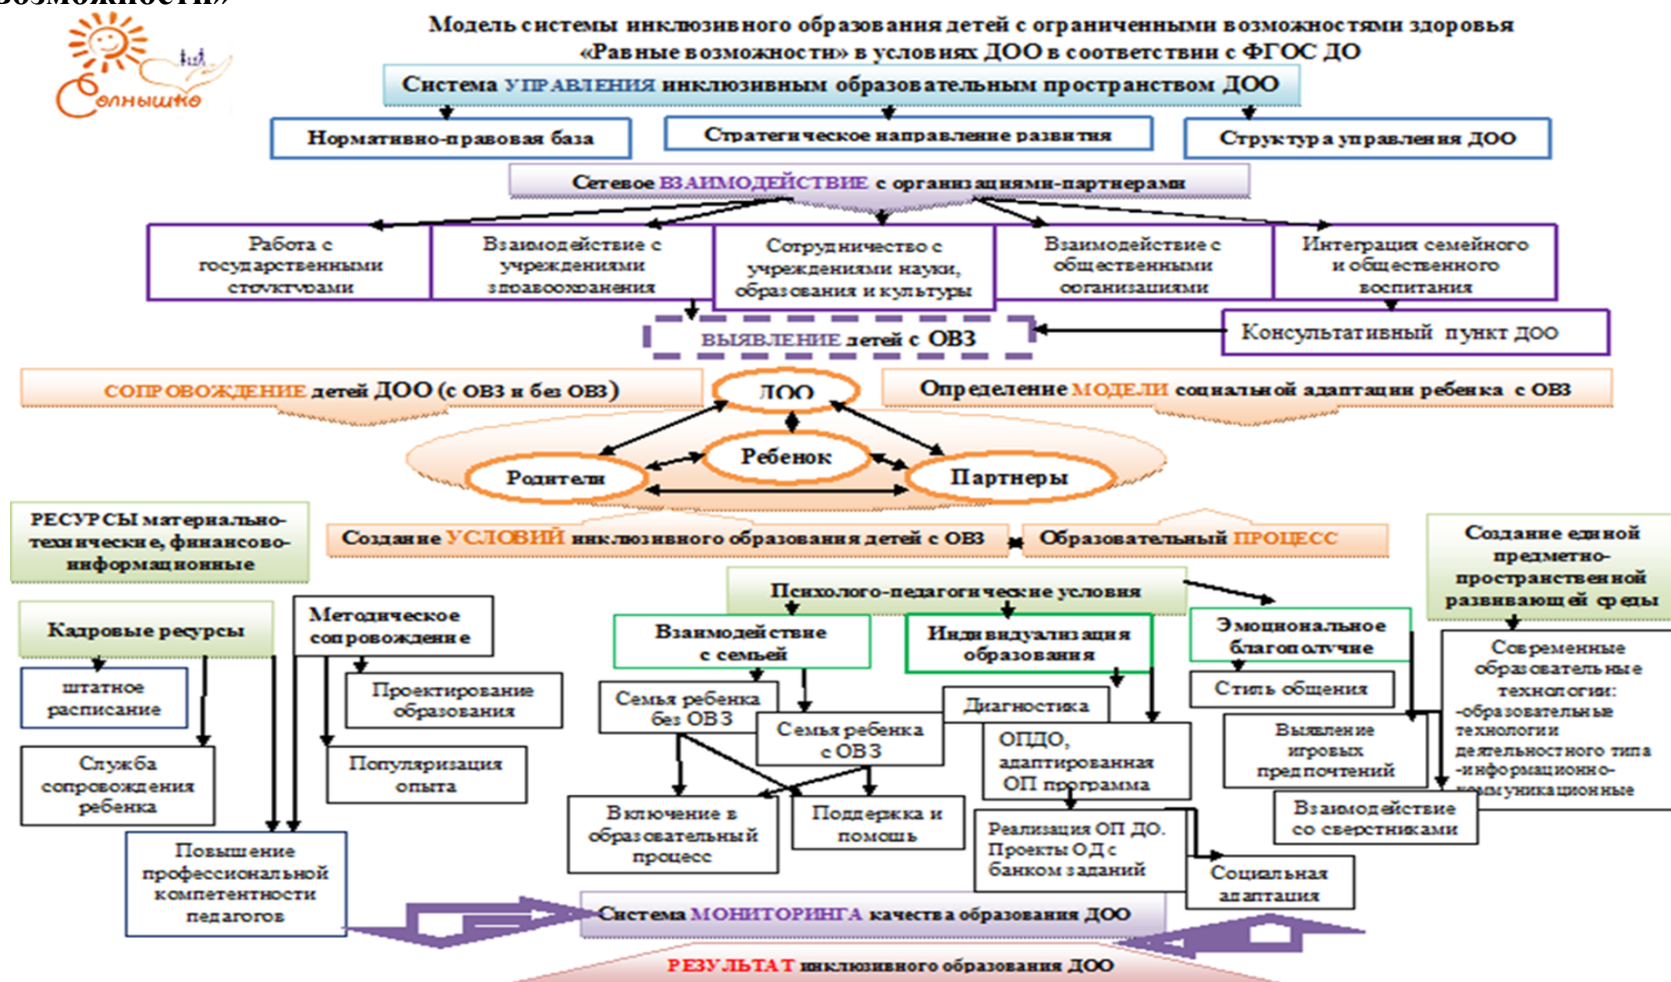 возможности»
Модель системы инклюзивного образования детей с ограниченными возможностями здоровья
«Равные возможности» в условиях ДОО в соответствии с ФГОС ДО
Солнышко
Система УПРАВЛЕНИЯ инклюзивным образовательным пространством ДОО
Нормативно-правовая база
Стратегическое направление развития
Структура управления ДОО
Сетевое ВЗАИМОДЕЙСТВИЕ с организациями-партнерами
Работа с
государственными
структурами
Взаимодействие с
учреждениями
здравоохранения
Сотрудничество с
учреждениями науки,
образования и культуры
Взаимодействие с
общественными
организациями
Интеграция семейного
и общественного
воспитания
ВЫЯВЛЕНИЕ детей с ОВЗ
Консультативный пункт ДОО
СОПРОВОЖДЕНИЕ детей ДОО (с ОВЗ и без ОВЗ)
ДОО
Определение МОДЕЛИ социальной адаптации ребенка с ОВЗ
Ребенок
Родители
Партнеры
РЕСУРСЫ материально-
технические, финансово-
информационные
Создание УСЛОВИЙ инклюзивного образования детей с ОВЗ
Образовательный ПРОЦЕСС
Создание единой
предметно-
пространственной
развивающей среды
Психолого-педагогические условия
Кадровые ресурсы
Методическое
сопровождение
Взаимодействие
с семьей
Индивидуализация
образования
Эмоциональное
благополучие
Современные
образовательные
технологии:
-образовательные
технологии
деятельностного типа
-информационно-
коммуникационные
штатное
расписание
Проектирование
образования
Семья ребенка
без ОВЗ
Семья ребенка
с ОВЗ
Диагностика
Стиль общения
ОПДО,
адаптированная
ОП программа
Выявление
игровых
предпочтений
Служба
сопровождения
ребенка
Популяризация
опыта
Включение в
образовательный
процесс
Поддержка и
помощь
Взаимодействие
со сверстниками
Реализация ОП ДО.
Проекты ОД с
банком заданий
Социальная
адаптация
Повышение
профессиональной
компетентности
педагогов
Система МОНИТОРИНГА качества образования ДОО
РЕЗУЛЬТАТ инклюзивного образования ДОО